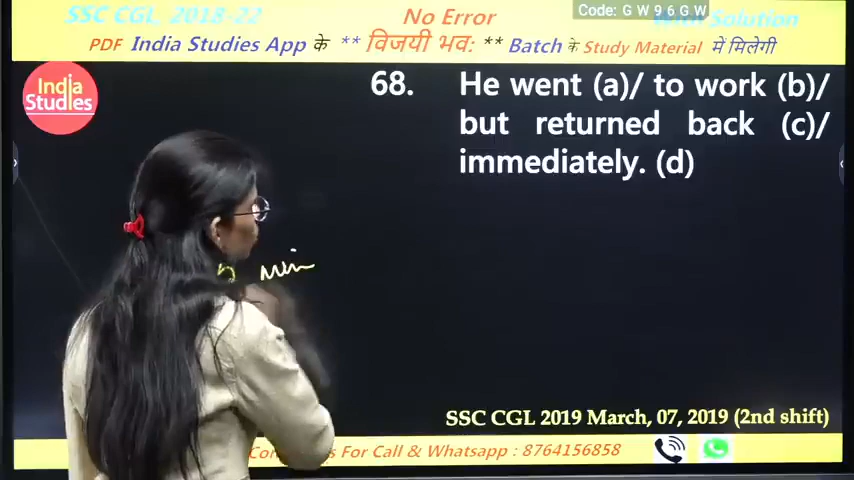 SSC CGL, 2018-22 No Error Code: G W 9 6 G W With Solution
PDF India Studies App के ** विजयी भव: ** Batch के Study Material में मिलेगी
India
Studies
68. He went (a)/ to work (b)/
but returned back (c)/
immediately. (d)
min
SSC CGL 2019 March, 07, 2019 (2nd shift)
s For Call & Whatsapp : 8764156858